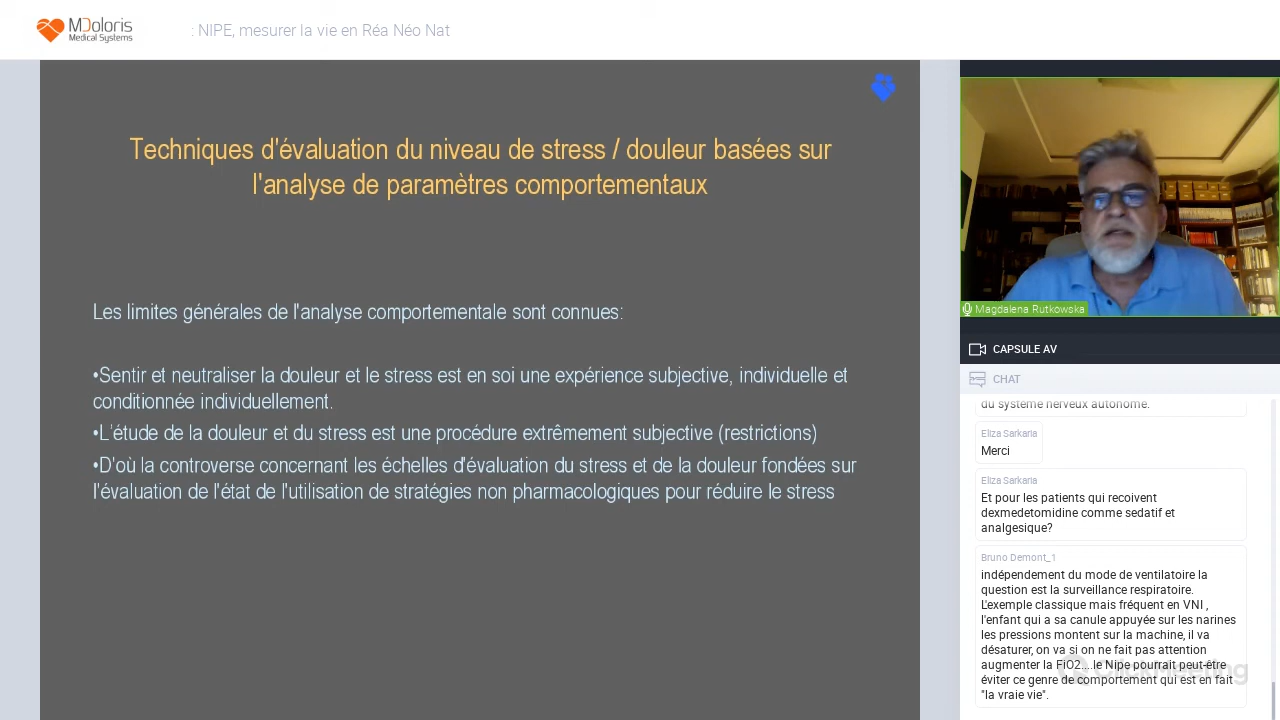 MDoloris
Medical Systems
: NIPE, mesurer la vie en Réa Néo Nat
Techniques d'évaluation du niveau de stress / douleur basées sur
l'analyse de paramètres comportementaux
Les limites générales de l'analyse comportementale sont connues:
•Sentir et neutraliser la douleur et le stress est en soi une expérience subjective, individuelle et
conditionnée individuellement.
•L'étude de la douleur et du stress est une procédure extrêmement subjective (restrictions)
•D'où la controverse concernant les échelles d'évaluation du stress et de la douleur fondées sur
l'évaluation de l'état de l'utilisation de stratégies non pharmacologiques pour réduire le stress
Magdalena Rutkowska
CAPSULE AV
CHAT
du système nerveux autonome.
Eliza Sarkaria
Merci
Eliza Sarkaria
Et pour les patients qui recoivent
dexmedetomidine comme sedatif et
analgesique?
Bruno Demont_1
indépendement du mode de ventilatoire la
question est la surveillance respiratoire.
L'exemple classique mais fréquent en VNI ,
l'enfant qui a sa canule appuyée sur les narines
les pressions montent sur la machine, il va
désaturer, on va si on ne fait pas attention
augmenter la FiO2....le Nipe pourrait peut-être
éviter ce genre de comportement qui est en fait
"la vraie vie".
ClickMeeting